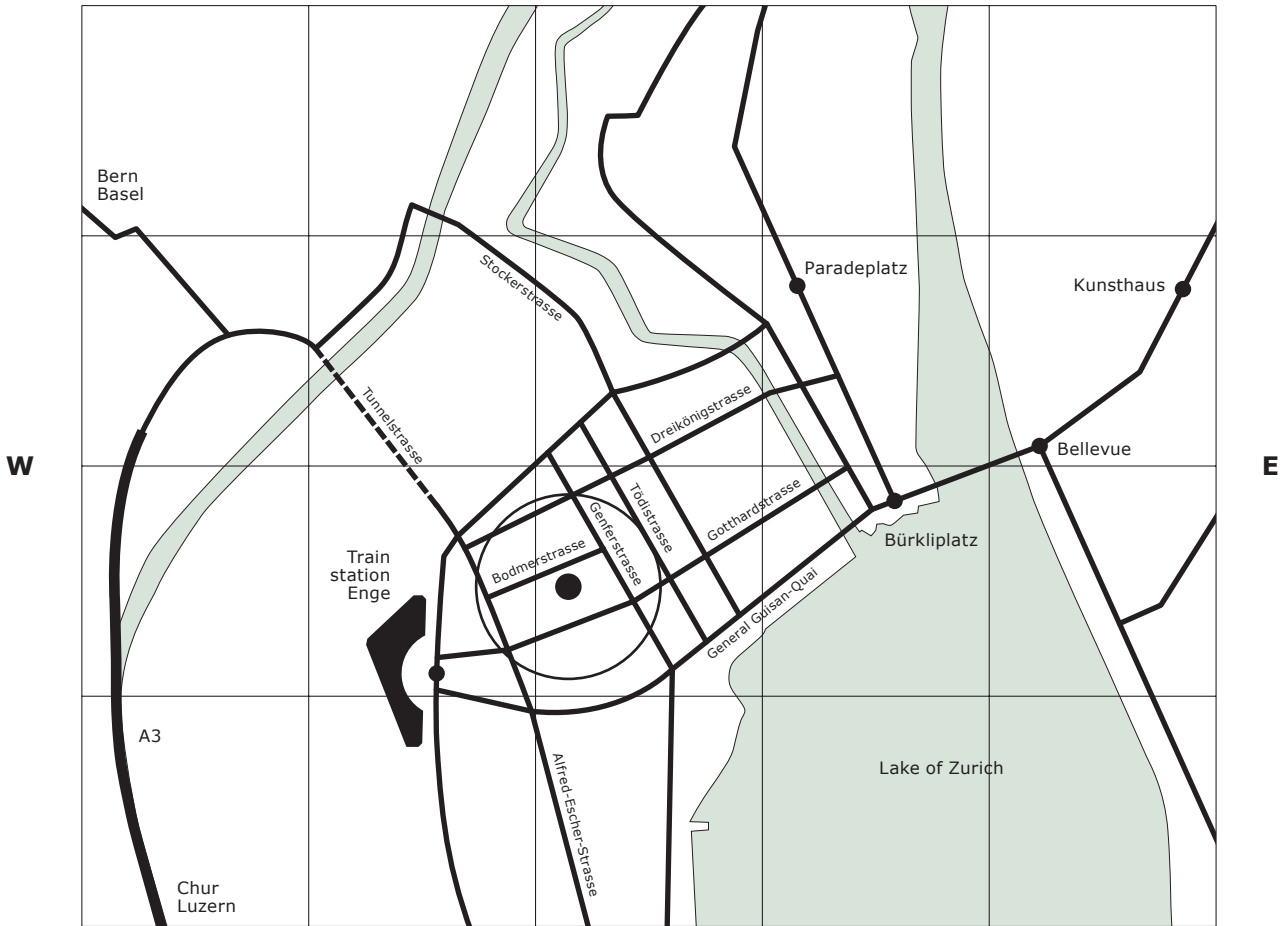 Bern
Basel
Stockerstrasse
Paradeplatz
Kunsthaus
Tunnelstrasse
Dreikönigstrasse
Bellevue
W
E
Tödistrasse
Gotthardstrasse
Genferstrasse
Bodmerstrasse
Train
station
Enge
Bürkliplatz
General Guisan-Quai
A3
Alfred-Escher-Strasse
Lake of Zurich
Chur
Luzern